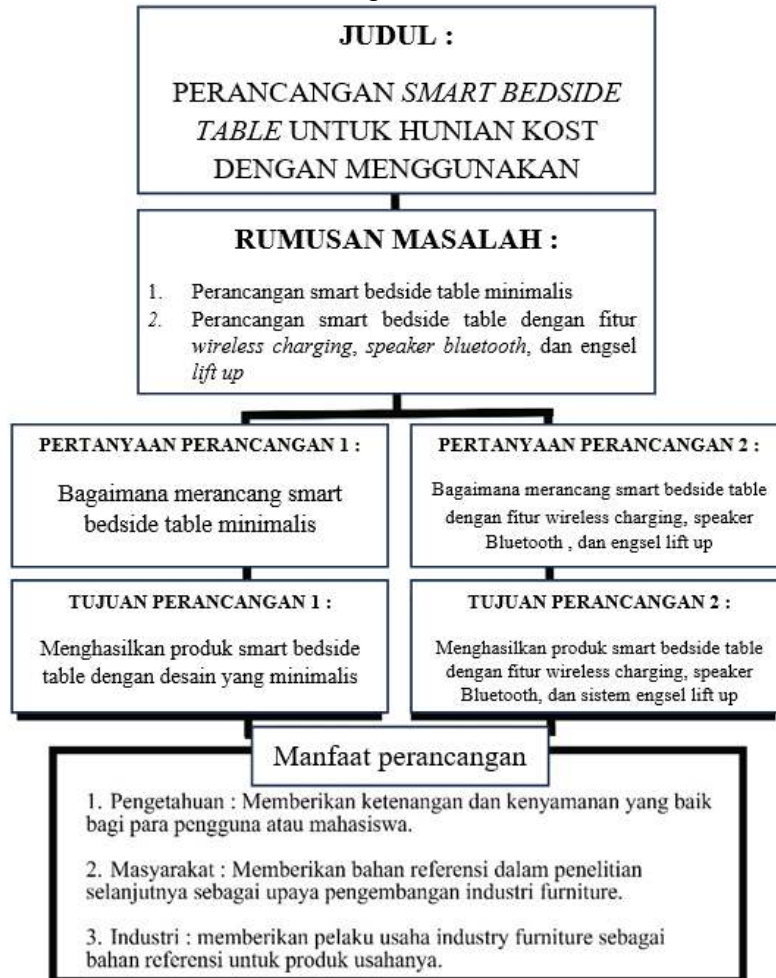 JUDUL :
PERANCANGAN SMART BEDSIDE
TABLE UNTUK HUNIAN KOST
DENGAN MENGGUNAKAN
RUMUSAN MASALAH :
1. Perancangan smart bedside table minimalis
2. Perancangan smart bedside table dengan fitur
wireless charging, speaker bluetooth, dan engsel
lift up
PERTANYAAN PERANCANGAN 1 :
Bagaimana merancang smart
bedside table minimalis
PERTANYAAN PERANCANGAN 2 :
Bagaimana merancang smart bedside table
dengan fitur wireless charging, speaker
Bluetooth , dan engsel lift up
TUJUAN PERANCANGAN 1 :
Menghasilkan produk smart bedside
table dengan desain yang minimalis
TUJUAN PERANCANGAN 2 :
Menghasilkan produk smart bedside table
dengan fitur wireless charging, speaker
Bluetooth, dan sistem engsel lift up
Manfaat perancangan
1. Pengetahuan : Memberikan ketenangan dan kenyamanan yang baik
bagi para pengguna atau mahasiswa.
2. Masyarakat : Memberikan bahan referensi dalam penelitian
selanjutnya sebagai upaya pengembangan industri furniture.
3. Industri : memberikan pelaku usaha industry furniture sebagai
bahan referensi untuk produk usahanya.